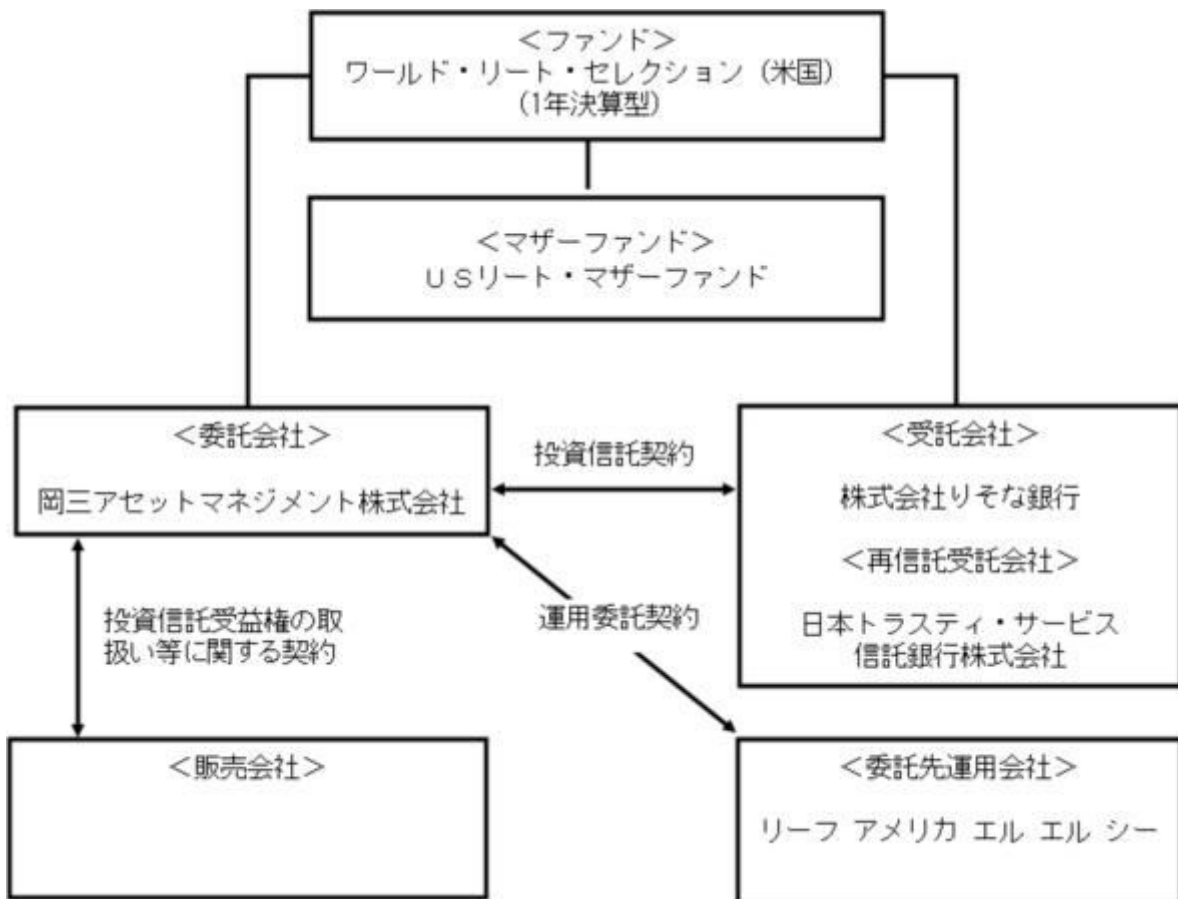 ＜ファンド＞
ワールド・リート・セレクション（米国）
（1年決算型）
＜マザーファンド＞
ＵＳリート・マザーファンド
＜委託会社＞
岡三アセットマネジメント株式会社
投資信託契約
＜受託会社＞
株式会社りそな銀行
＜再信託受託会社＞
日本トラスティ・サービス
信託銀行株式会社
投資信託受益権の取
扱い等に関する契約
運用委託契約
＜販売会社＞
＜委託先運用会社＞
リーフ アメリカ エル エル シー